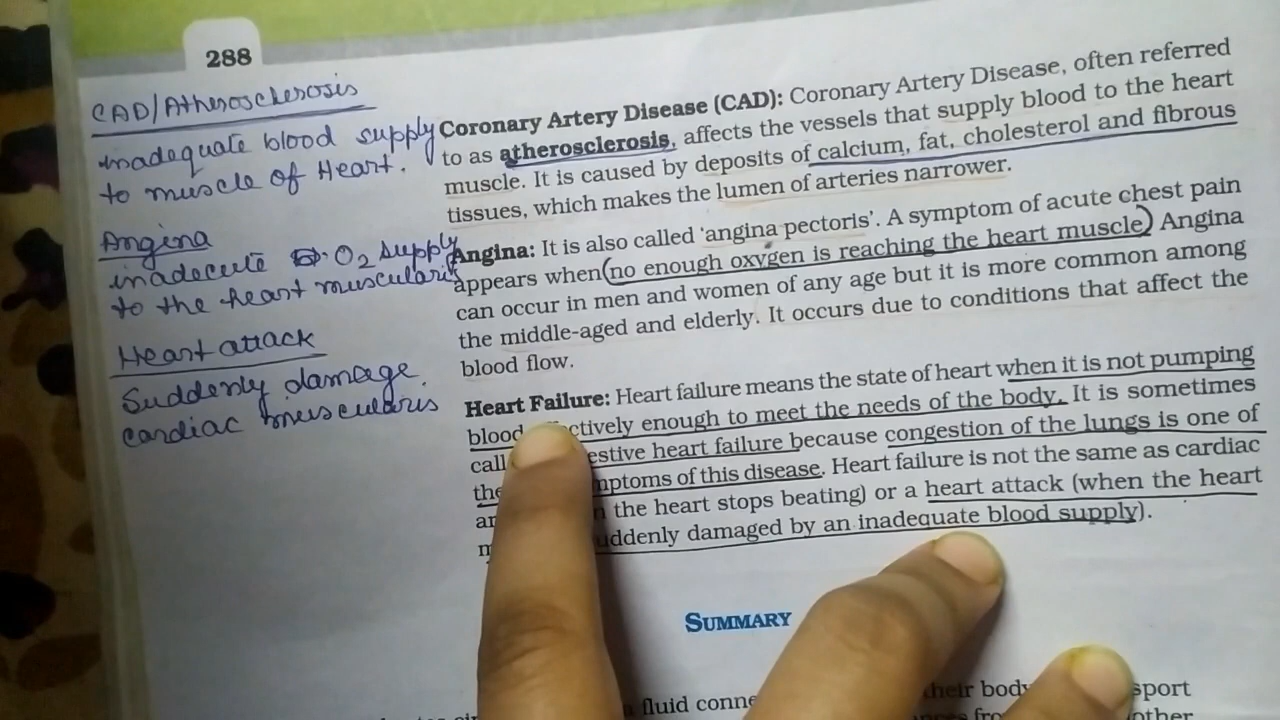 288
CAD/Atherosclerosis
inadequate blood supply
to muscle of Heart.
Angina
inadecute O2 supply
to the heart muscularis
Heart attack
Suddenly damage
cardiac muscularis
Coronary Artery Disease (CAD): Coronary Artery Disease, often referred
to as atherosclerosis, affects the vessels that supply blood to the heart
muscle. It is caused by deposits of calcium, fat, cholesterol and fibrous
tissues, which makes the lumen of arteries narrower.
Angina: It is also called 'angina pectoris'. A symptom of acute chest pain
appears when (no enough oxygen is reaching the heart muscle) Angina
can occur in men and women of any age but it is more common among
the middle-aged and elderly. It occurs due to conditions that affect the
blood flow.
Heart Failure: Heart failure means the state of heart when it is not pumping
blood ctively enough to meet the needs of the body. It is sometimes
call estive heart failure because congestion of the lungs is one of
the mptoms of this disease. Heart failure is not the same as cardiac
the heart stops beating) or a heart attack (when the heart
uddenly damaged by an inadequate blood supply).
SUMMARY
fluid conne their body sport
other